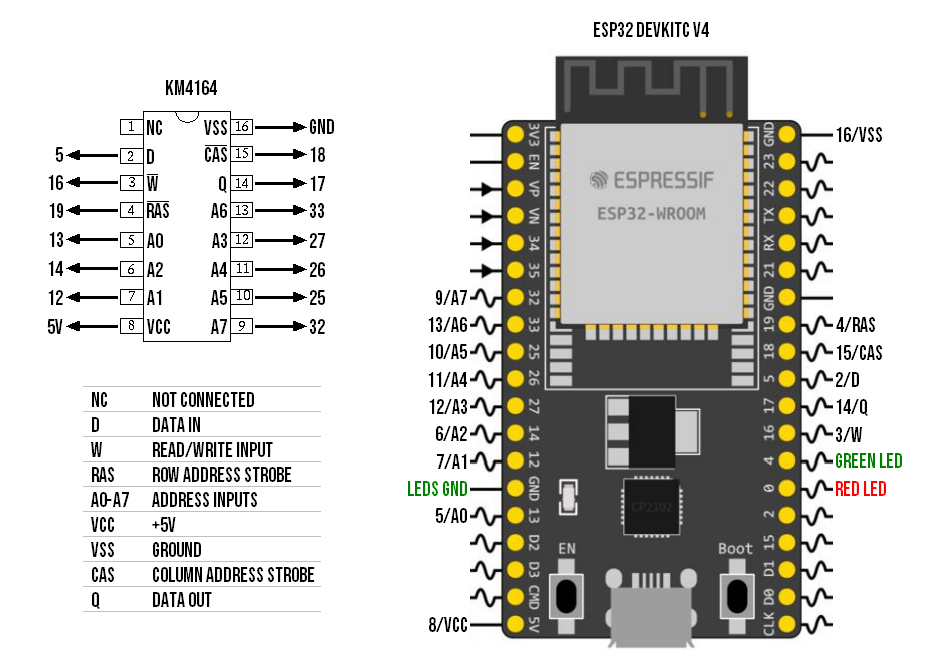 ESP32 DEVKITC V4
KM4164
1 NC VSS 16 GND
5 2 D CAS 15 18
16 3 W Q 14 17
19 4 RAS A6 13 33
13 5 A0 A3 12 27
14 6 A2 A4 11 26
12 7 A1 A5 10 25
5V 8 VCC A7 9 32
NC NOT CONNECTED
D DATA IN
W READ/WRITE INPUT
RAS ROW ADDRESS STROBE
A0-A7 ADDRESS INPUTS
VCC +5V
VSS GROUND
CAS COLUMN ADDRESS STROBE
Q DATA OUT
ESPRESSIF
ESP32-WROOM
3V3 GND 16/VSS
EN 23
VP 22
VN TX
34 RX
35 21
9/A7 32 GND
13/A6 33 19 4/RAS
10/A5 25 18 15/CAS
11/A4 26 5 2/D
12/A3 27 17 14/Q
6/A2 14 16 3/W
7/A1 12 4 GREEN LED
LEDS GND GND 0 RED LED
5/A0 13 2
CP2102
D2 15
EN Boot
D3 D1
CMD D0
8/VCC 5V CLK